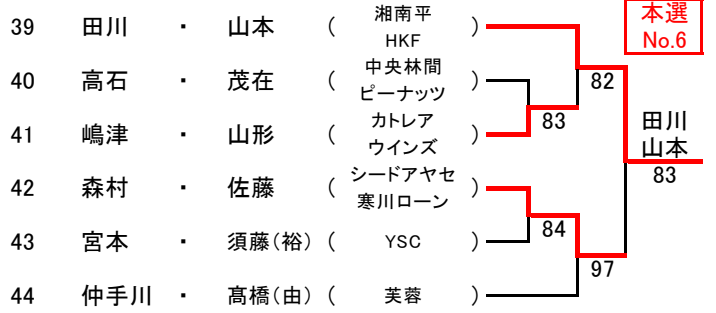 本選
No.6
39 田川 ・ 山本 ( 湘南平 HKF )
40 高石 ・ 茂在 ( 中央林間 ピーナッツ )
82
41 嶋津 ・ 山形 ( カトレア ウインズ )
83
田川
山本
83
42 森村 ・ 佐藤 ( シードアヤセ 寒川ローン )
43 宮本 ・ 須藤(裕) ( YSC )
84
97
44 仲手川 ・ 髙橋(由) ( 芙蓉 )